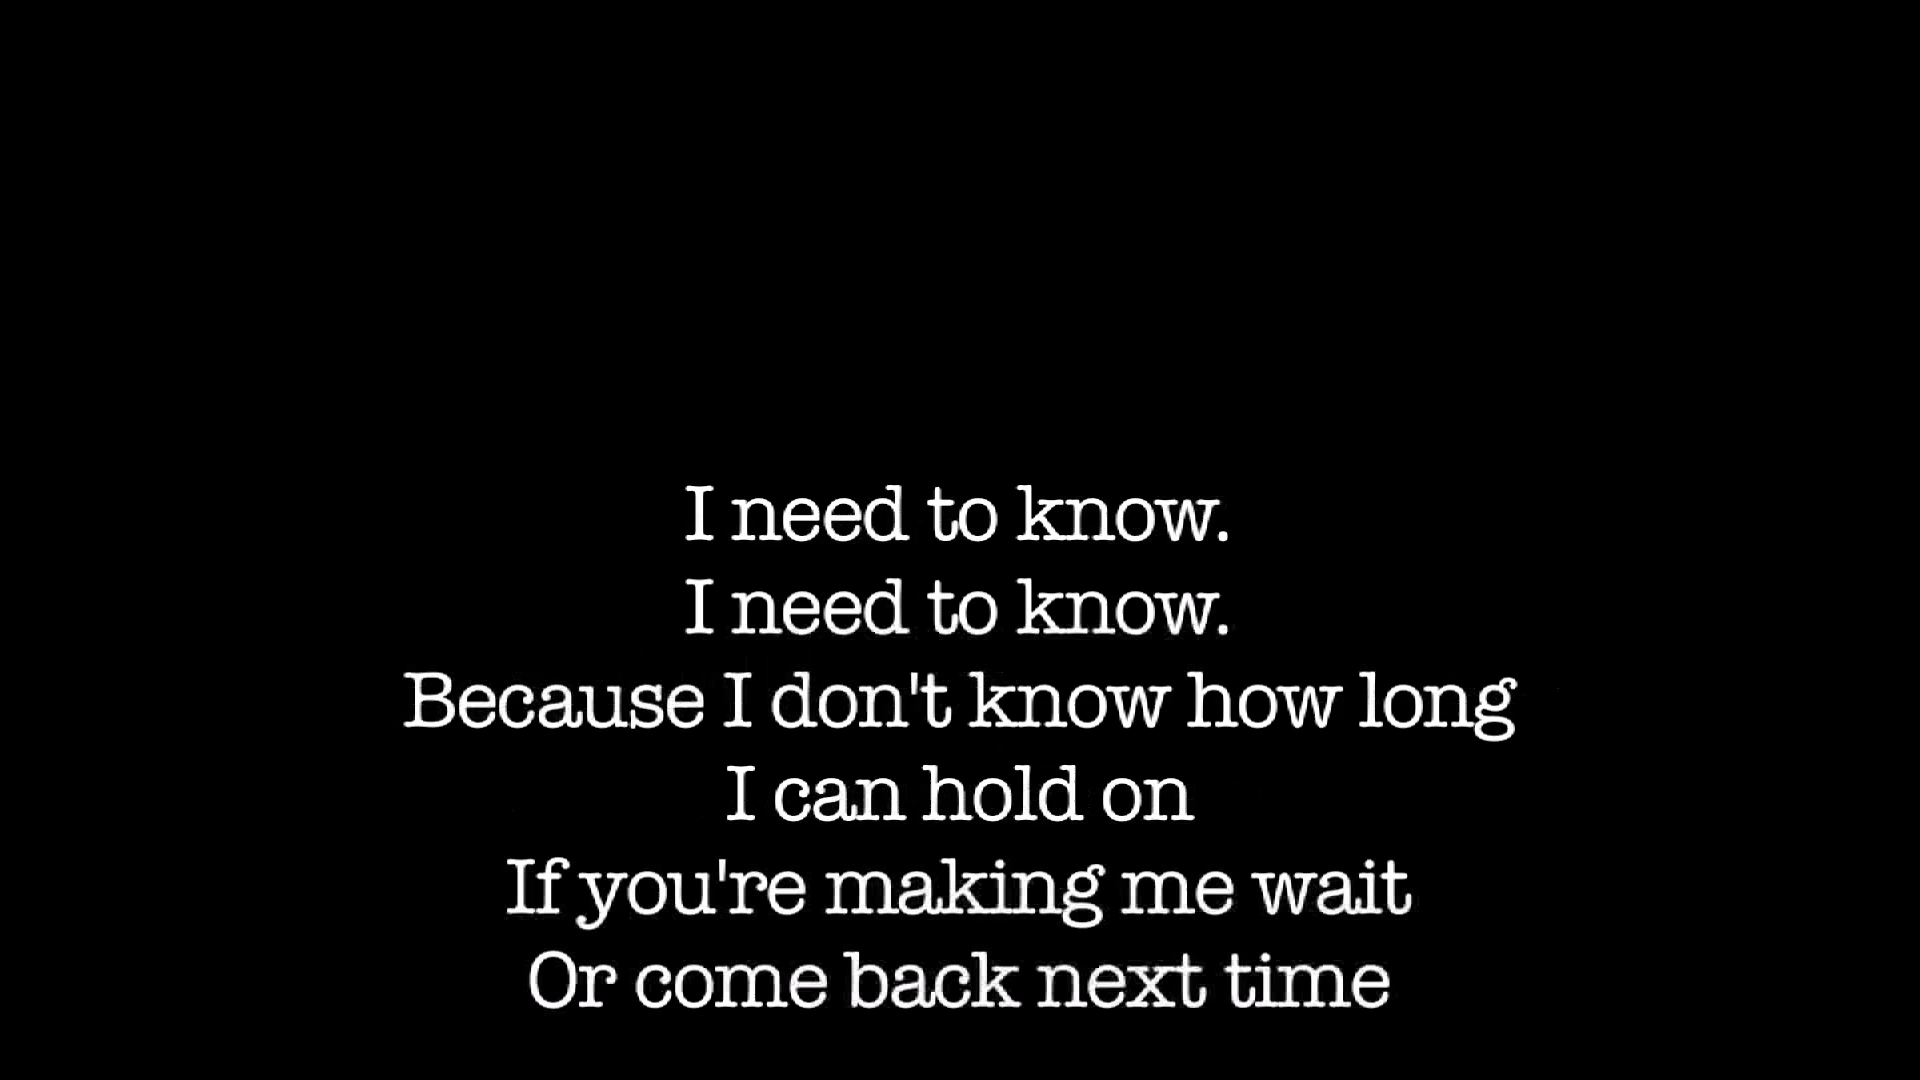 I need to know.
I need to know.
Because I don't know how long
I can hold on
If you're making me wait
Or come back next time